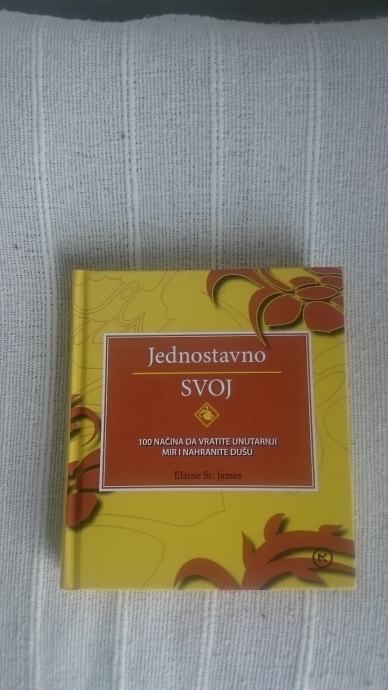 Jednostavno
SVOJ
100 NAČINA DA VRATITE UNUTARNJI
MIR I NAHRANITE DUŠU
Elaine St. James